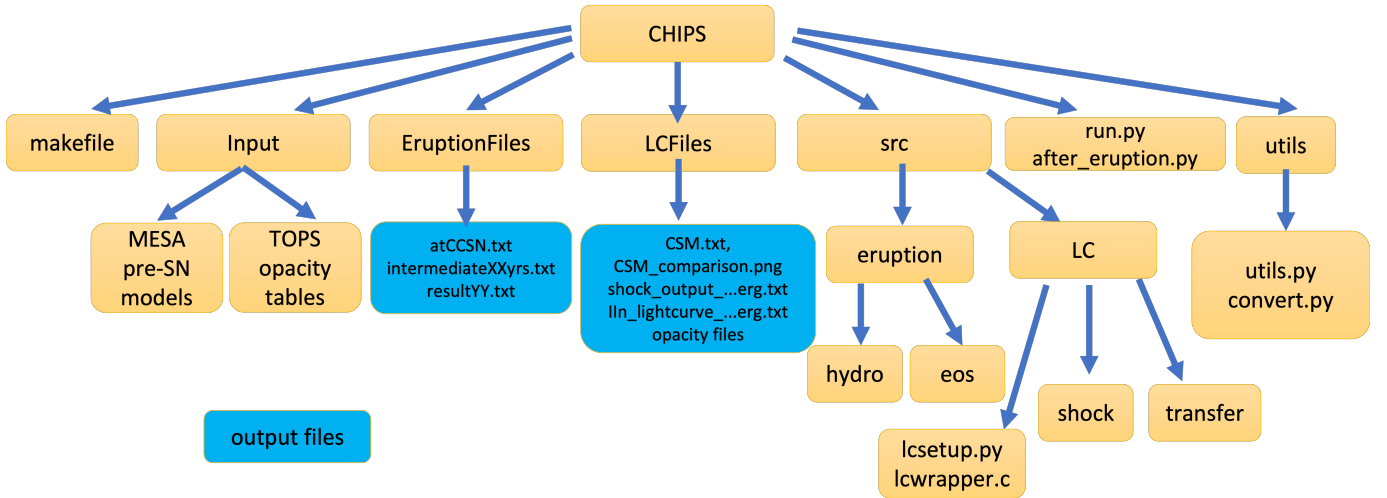 CHIPS
makefile
Input
EruptionFiles
LCFiles
src
run.py
after_eruption.py
utils
MESA
pre-SN
models
TOPS
opacity
tables
atCCSN.txt
intermediateXXyrs.txt
resultYY.txt
CSM.txt,
CSM_comparison.png
shock_output_...erg.txt
IIn_lightcurve_...erg.txt
opacity files
eruption
LC
utils.py
convert.py
hydro
eos
shock
transfer
lcsetup.py
lcwrapper.c
output files